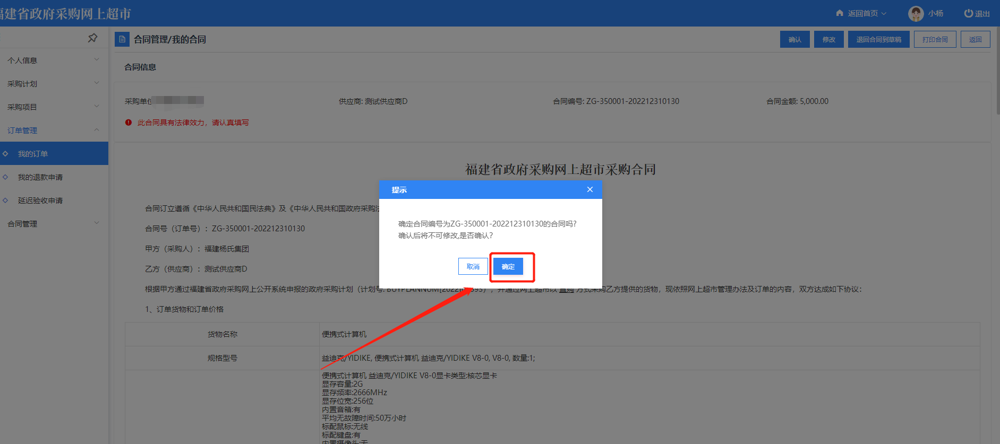 福建省政府采购网上超市
返回首页
小杨
退出
个人信息
采购计划
采购项目
订单管理
我的订单
我的退款申请
延迟验收申请
合同管理
合同管理/我的合同
确认
修改
退回合同到草稿
打印合同
返回
合同信息
采购单位
供应商: 测试供应商D
合同编号: ZG-350001-202212310130
合同金额: 5,000.00
此合同具有法律效力，请认真填写
福建省政府采购网上超市采购合同
提示
合同订立遵循《中华人民共和国民法典》及《中华人民共和国政府采购法
确定合同编号为ZG-350001-202212310130的合同吗?
确认后将不可修改,是否确认?
取消
确定
合同号（订单号）：ZG-350001-202212310130
甲方（采购人）：福建杨氏集团
乙方（供应商）：测试供应商D
根据甲方通过福建省政府采购网上公开系统申报的政府采购计划（计划号: 并通过网上超市以 直购 方式采购乙方提供的货物，现依照网上超市管理办法及订单的内容，双方达成如下协议：
1、订单货物和订单价格
货物名称
便携式计算机
规格型号
益迪克/YIDIKE, 便携式计算机 益迪克/YIDIKE V8-0, V8-0, 数量:1;
便携式计算机 益迪克/YIDIKE V8-0显卡类型:核芯显卡
显存容量:2G
显存频率:2666MHz
显存位宽:256位
内置音箱:有
平均无故障时间:50万小时
标配鼠标:无线
标配键盘:有
内置摄像头:无